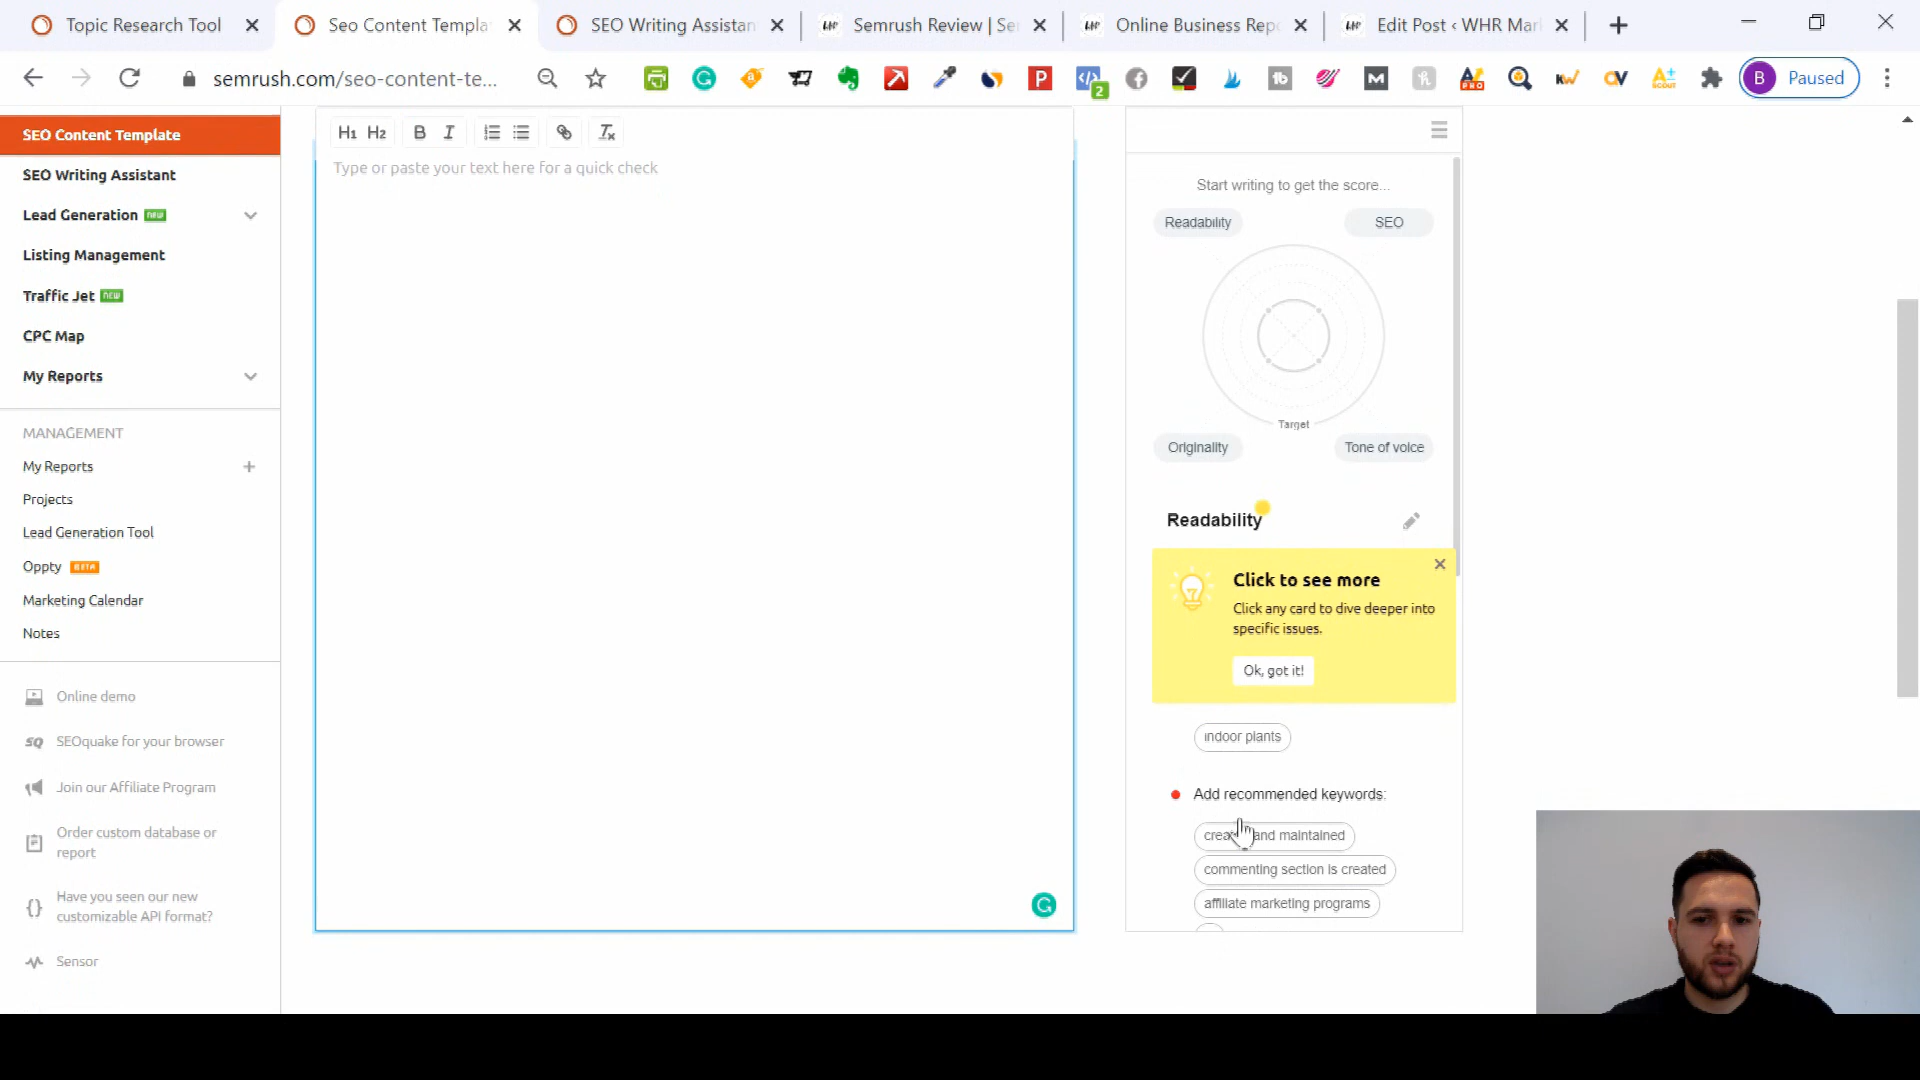 Topic Research Tool
Seo Content Templa
SEO Writing Assistan
Semrush Review | Se
Online Business Rep
Edit Post ‹ WHR Mar
semrush.com/seo-content-te...
2
B Paused
SEO Content Template
SEO Writing Assistant
Lead Generation NEW
Listing Management
Traffic Jet NEW
CPC Map
My Reports
MANAGEMENT
My Reports
Projects
Lead Generation Tool
Oppty BETA
Marketing Calendar
Notes
Online demo
SEOquake for your browser
Join our Affiliate Program
Order custom database or
report
Have you seen our new
customizable API format?
Sensor
H1 H2 B I
Type or paste your text here for a quick check
Start writing to get the score...
Readability
SEO
Target
Originality
Tone of voice
Readability
Click to see more
Click any card to dive deeper into
specific issues.
Ok, got it!
indoor plants
Add recommended keywords:
and maintained
commenting section is created
affiliate marketing programs